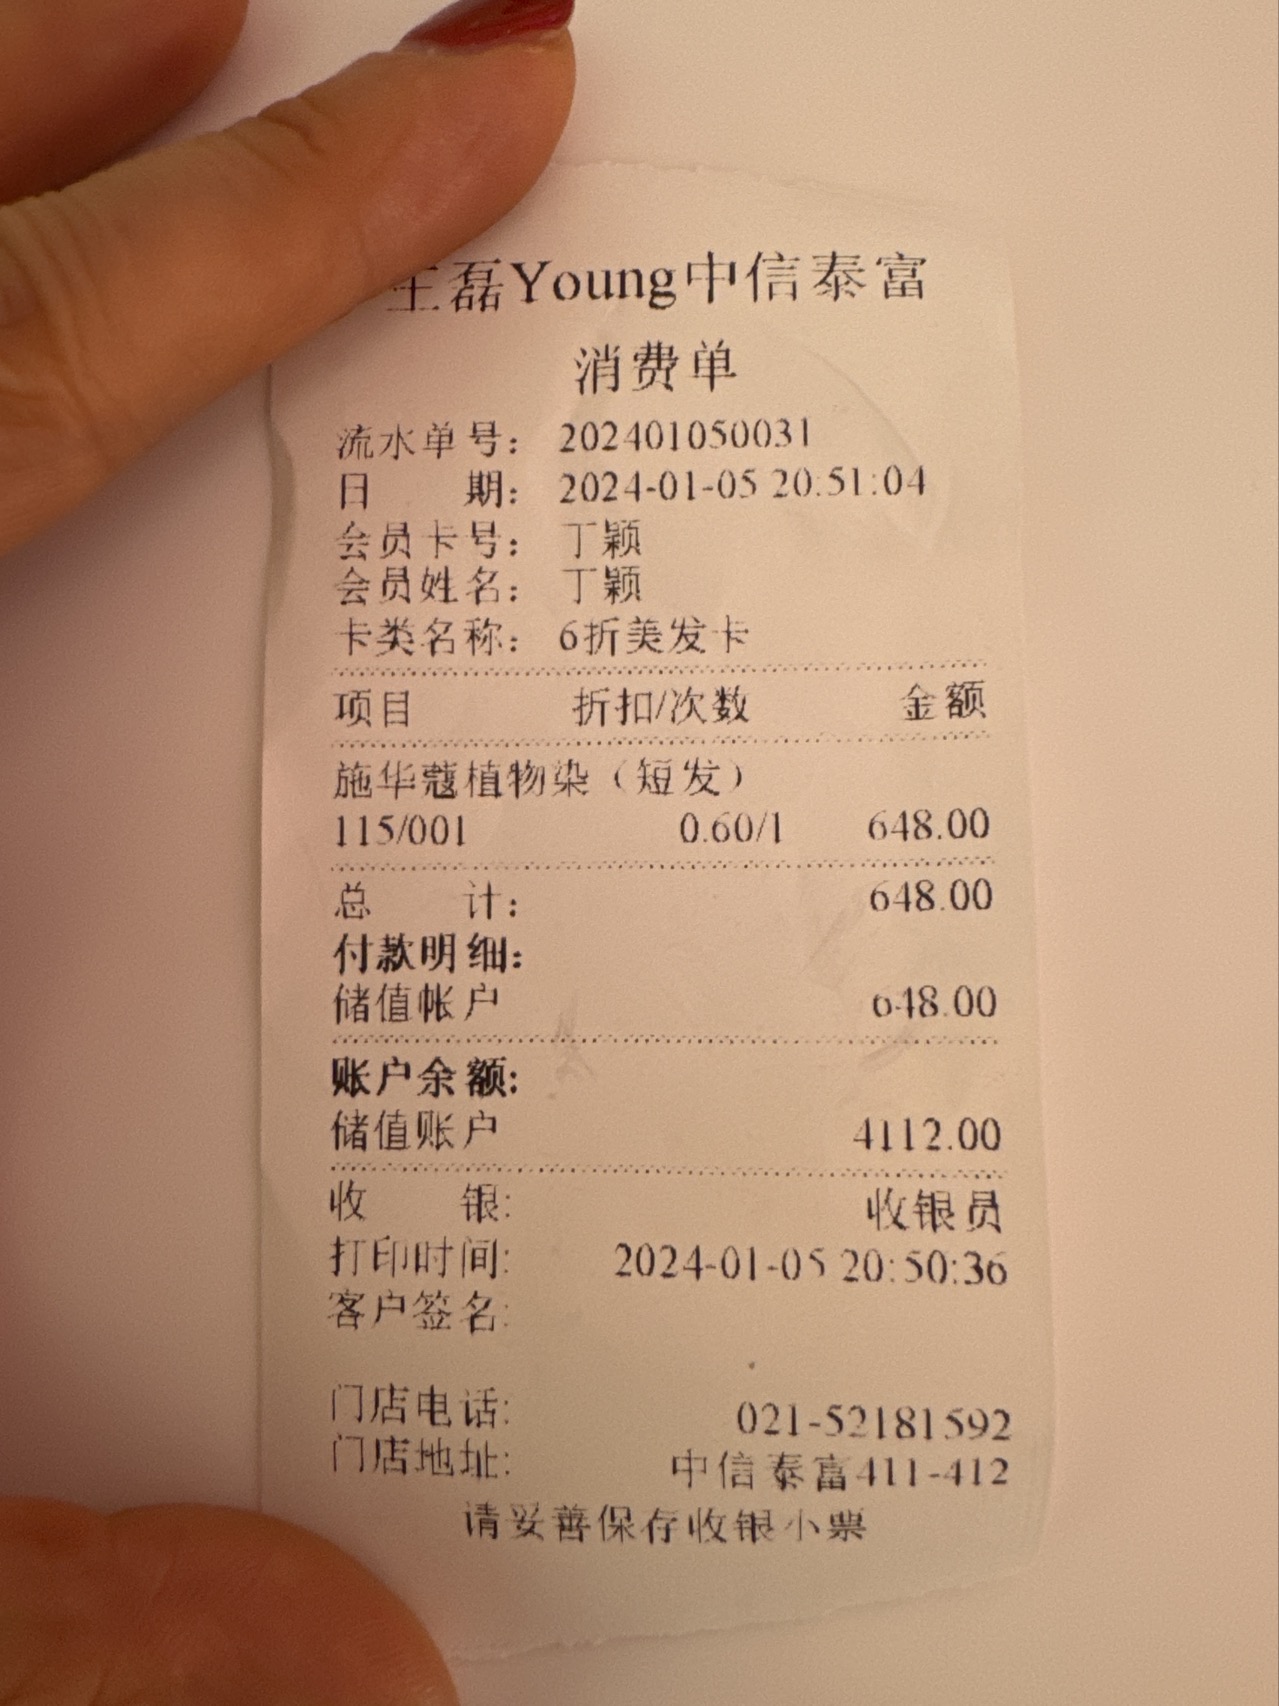 王磊Young中信泰富
消费单
流水单号： 202401050031
日 期： 2024-01-05 20:51:04
会员卡号： 丁颖
会员姓名： 丁颖
卡类名称： 6折美发卡
项目 折扣/次数 金额
施华蔻植物染（短发）
115/001 0.60/1 648.00
总 计： 648.00
付款明细：
储值帐户 648.00
账户余额:
储值账户 4112.00
收 银: 收银员
打印时间: 2024-01-05 20:50:36
客户签名:
门店电话: 021-52181592
门店地址: 中信泰富411-412
请妥善保存收银小票